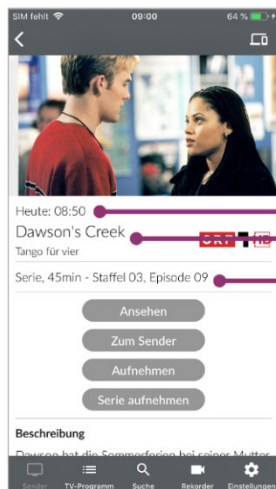 SIM fehlt 09:00 64 %
Heute: 08:50
Dawson's Creek
ORF 1 HD
Tango für vier
Serie, 45min - Staffel 03, Episode 09
Ansehen
Zum Sender
Aufnehmen
Serie aufnehmen
Beschreibung
Dawson hat die Sommerferien bei seiner Mutter
Sender TV-Programm Suche Rekorder Einstellungen